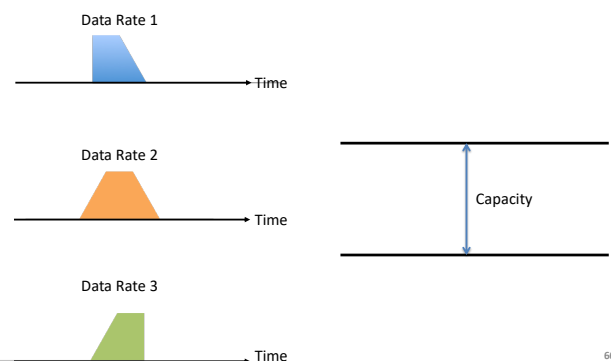 Data Rate 1
Time
Data Rate 2
Time
Data Rate 3
Time
Capacity